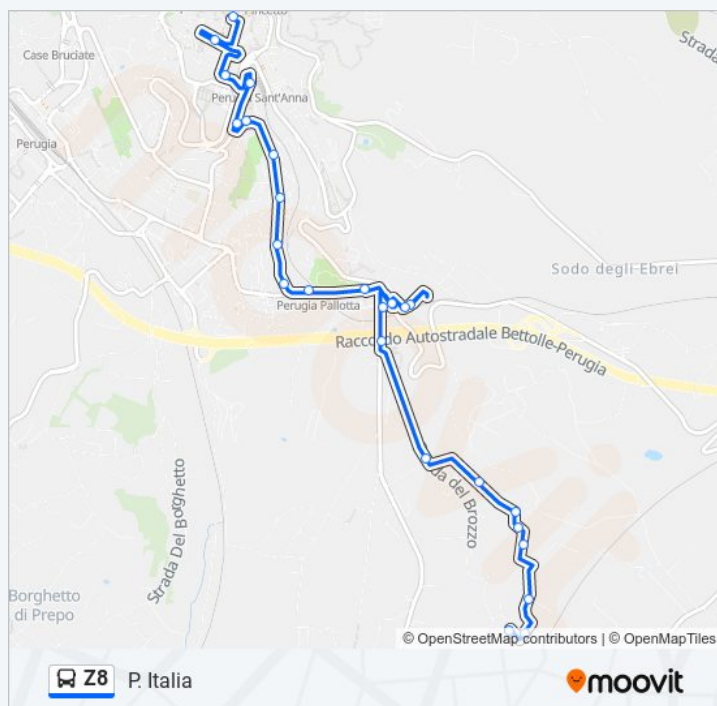 Pincetto
Case Bruciate
Strada
Perugia Sant'Anna
Perugia
Sodo degli Ebrei
Perugia Pallotta
Raccordo Autostradale Bettolle-Perugia
Strada Del Borghetto
del Brozzo
Borghetto
di Prepo
© OpenStreetMap contributors | © OpenMapTiles
Z8 P. Italia moovit